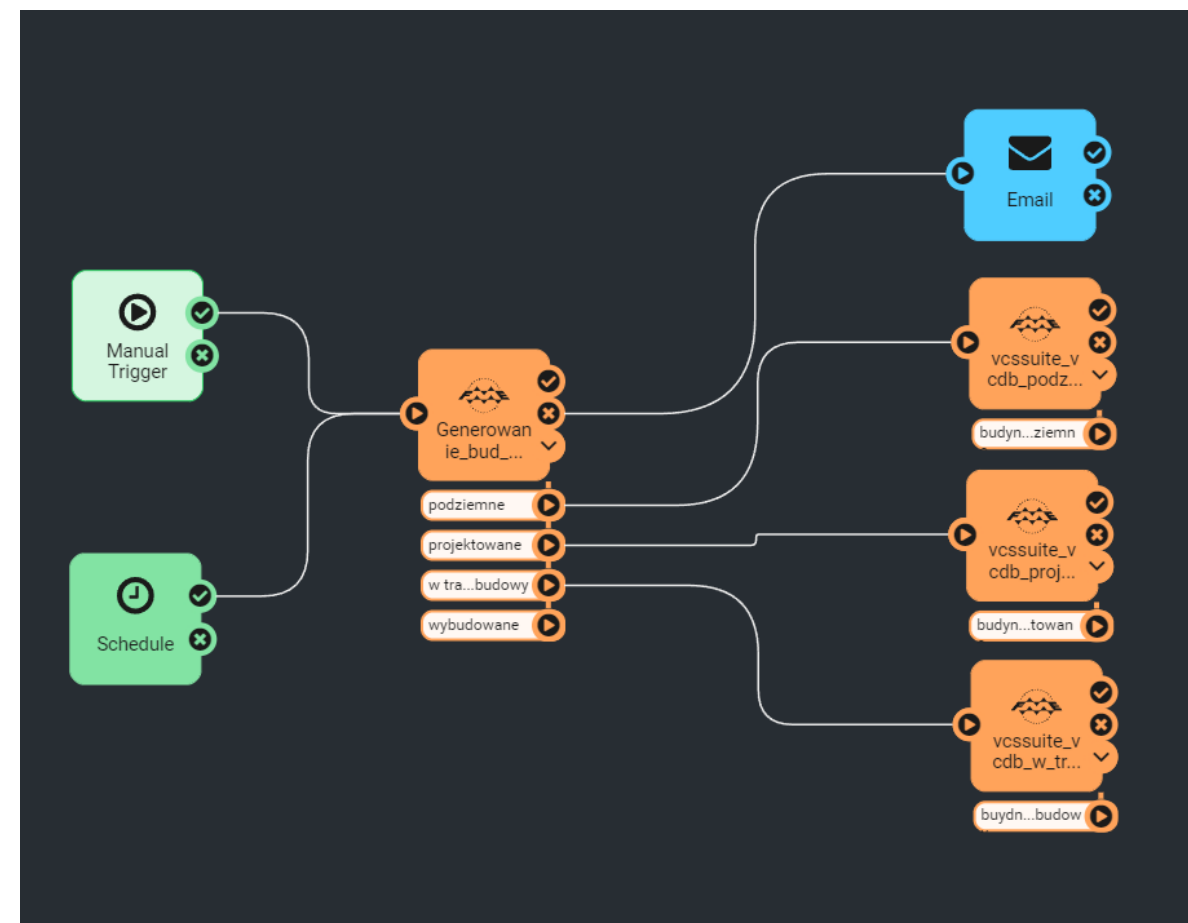 Email
Manual
Trigger
vcssuite_v
cdb_podz...
budyn...ziemn
Generowan
ie_bud_...
podziemne
projektowane
w tra...budowy
wybudowane
vcssuite_v
cdb_proj...
budyn...towan
Schedule
vcssuite_v
cdb_w_tr...
buydn...budow